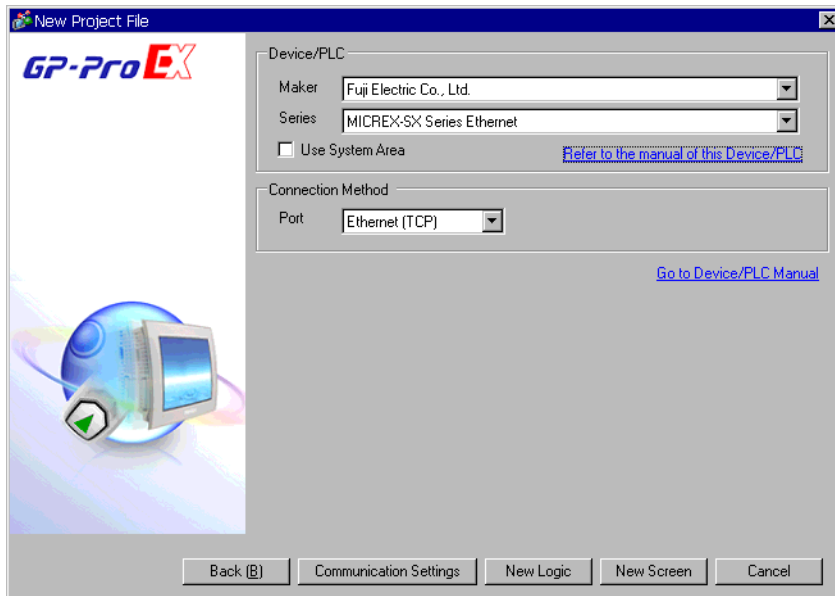 New Project File
GP-Pro EX
Device/PLC
Maker Fuji Electric Co., Ltd.
Series MICREX-SX Series Ethernet
Use System Area Refer to the manual of this Device/PLC
Connection Method
Port Ethernet (TCP)
Go to Device/PLC Manual
Back (B) Communication Settings New Logic New Screen Cancel